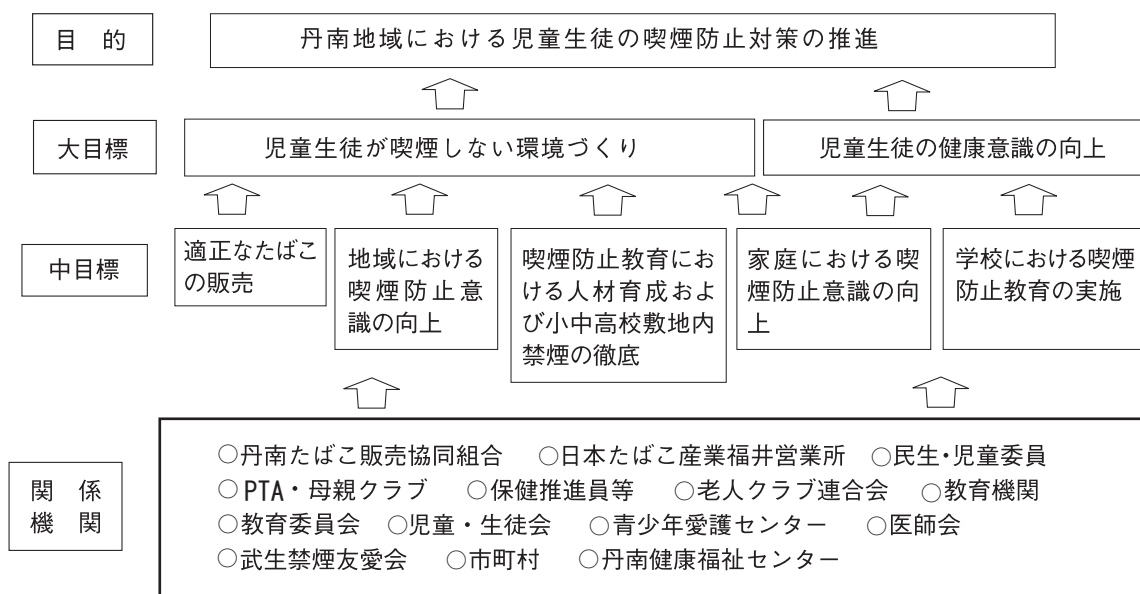 目 的
丹南地域における児童生徒の喫煙防止対策の推進
大目標
児童生徒が喫煙しない環境づくり
児童生徒の健康意識の向上
中目標
適正なたばこ
の販売
地域における
喫煙防止意
識の向上
喫煙防止教育にお
ける人材育成およ
び小中高校敷地内
禁煙の徹底
家庭における喫
煙防止意識の向
上
学校における喫煙
防止教育の実施
関 係
機 関
○丹南たばこ販売協同組合 ○日本たばこ産業福井営業所 ○民生・児童委員
○PTA・母親クラブ ○保健推進員等 ○老人クラブ連合会 ○教育機関
○教育委員会 ○児童・生徒会 ○青少年愛護センター ○医師会
○武生禁煙友愛会 ○市町村 ○丹南健康福祉センター